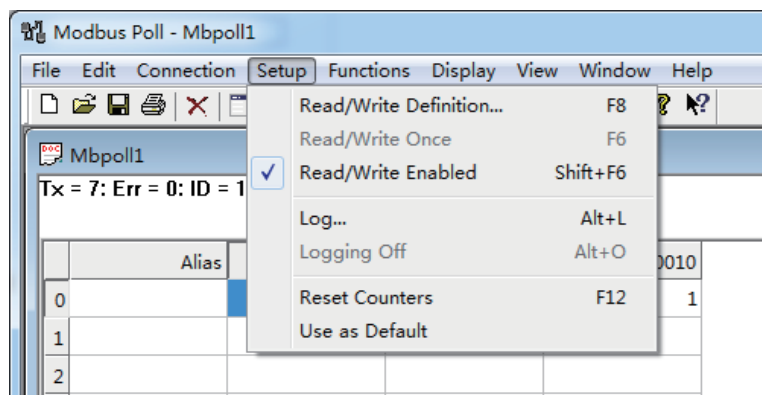 Modbus Poll - Mbpoll1
File Edit Connection Setup Functions Display View Window Help
Read/Write Definition... F8
Read/Write Once F6
Read/Write Enabled Shift+F6
Log... Alt+L
Logging Off Alt+O
Reset Counters F12
Use as Default
DOC
Mbpoll1
Tx = 7: Err = 0: ID = 1
Alias 0010
0 1
1
2